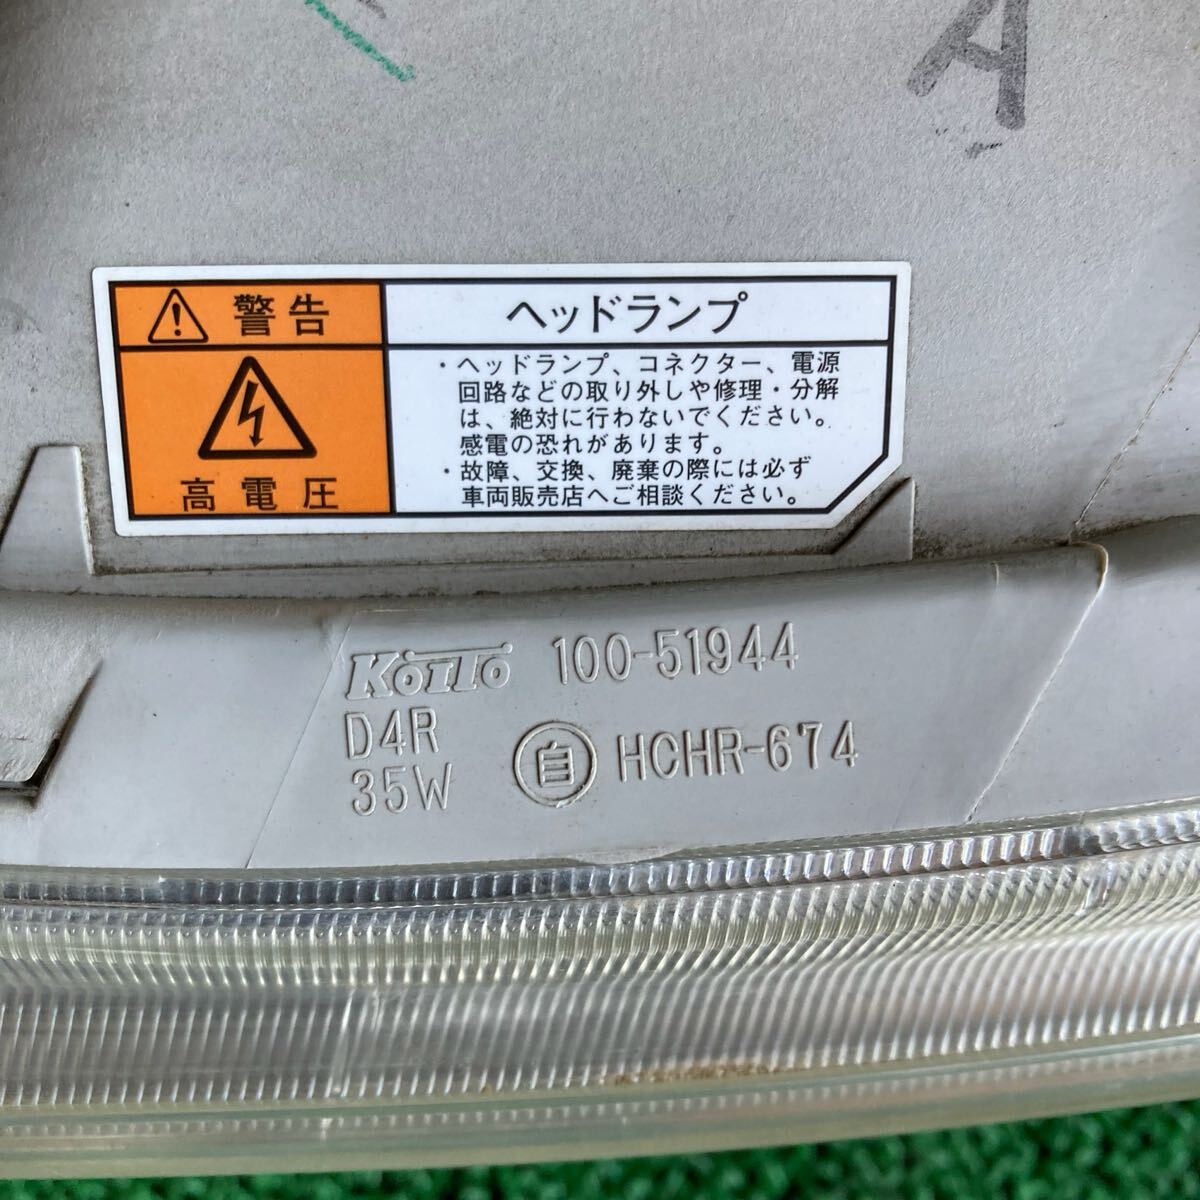 A
警告
ヘッドランプ
高電圧
・ヘッドランプ、コネクター、電源
回路などの取り外しや修理・分解
は、絶対に行わないでください。
感電の恐れがあります。
・故障、交換、廃棄の際には必ず
車両販売店へご相談ください。
KOITO 100-51944
D4R
35W
自 HCHR-674